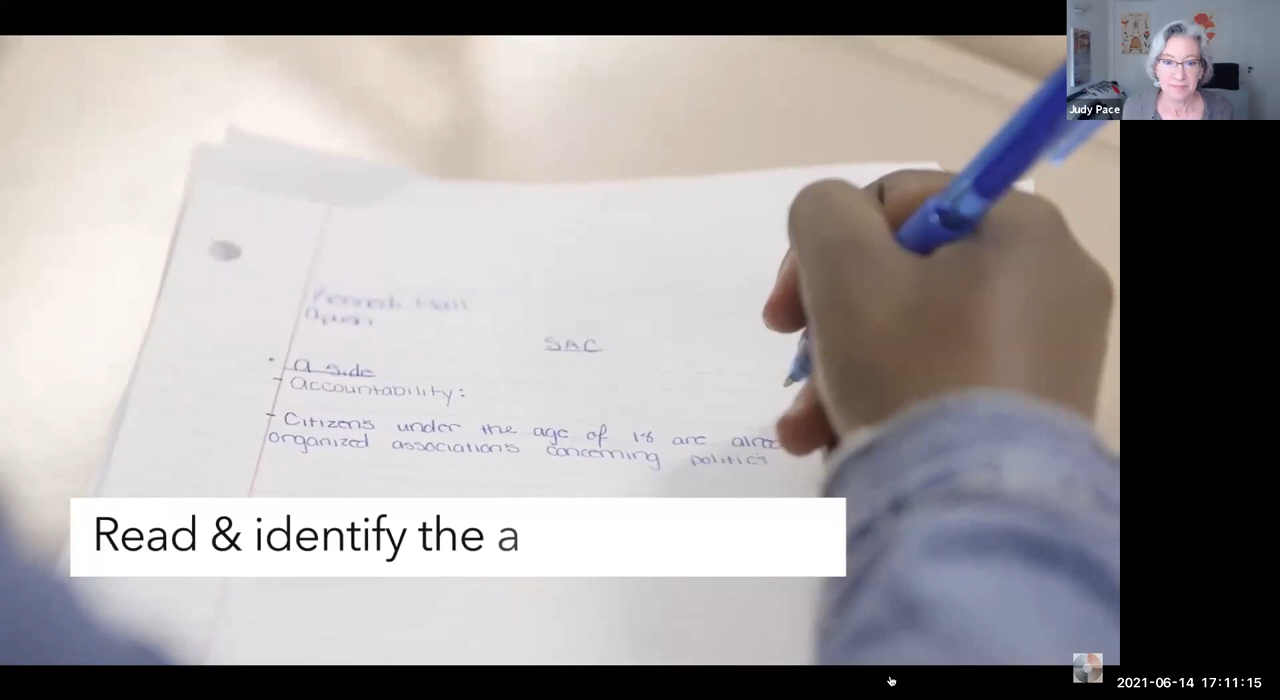 Judy Pace
SAC
A side
Accountability:
- Citizens under the age of 18 are
organized associations concerning politics
Read & identify the a
2021-06-14 17:11:15